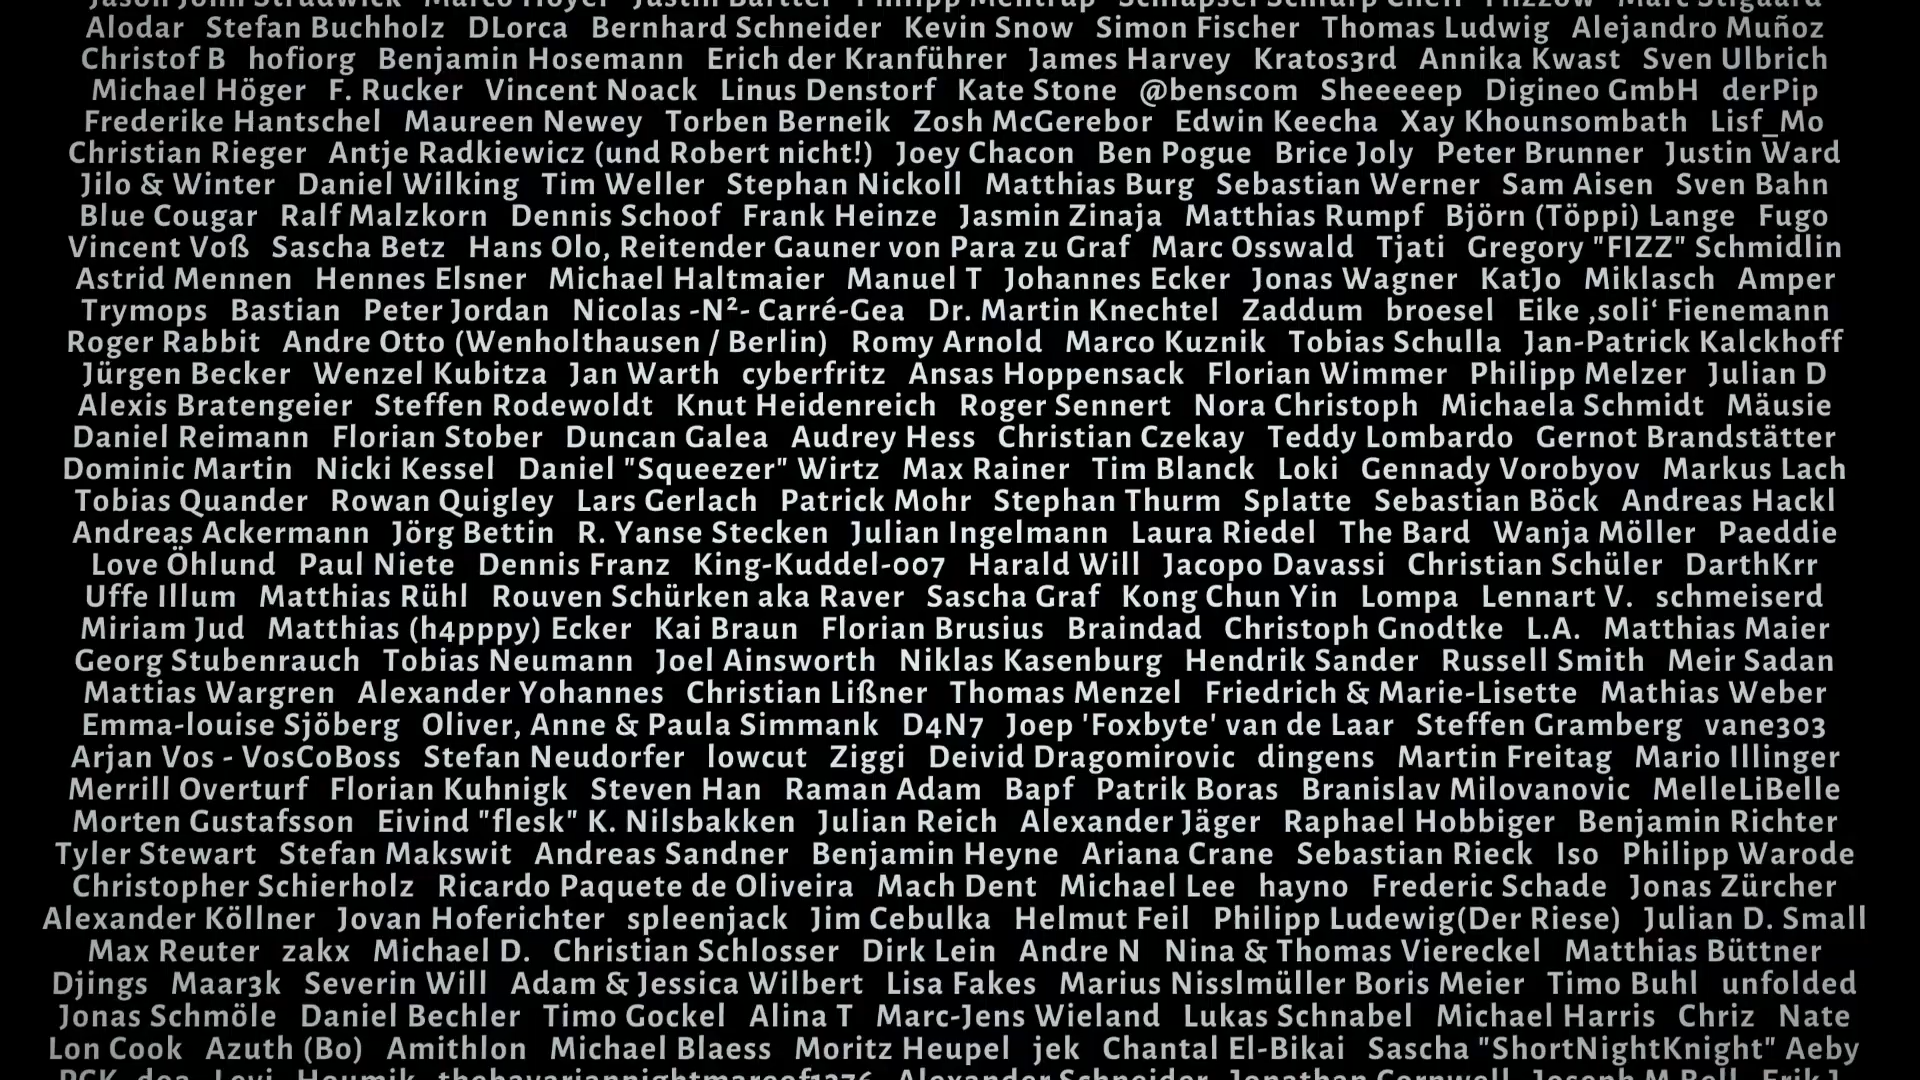 Jason John Stradwick Marco Hoyer Justin Bartter Philipp Mentrup Schlapsel Schlurp Cheff Flizzow Marc Stigaard
Alodar Stefan Buchholz DLorca Bernhard Schneider Kevin Snow Simon Fischer Thomas Ludwig Alejandro Muñoz
Christof B hofiorg Benjamin Hosemann Erich der Kranführer James Harvey Kratos3rd Annika Kwast Sven Ulbrich
Michael Höger F. Rucker Vincent Noack Linus Denstorf Kate Stone @benscom Sheeeeep Digineo GmbH derPip
Frederike Hantschel Maureen Newey Torben Berneik Zosh McGerebor Edwin Keecha Xay Khounsombath Lisf_Mo
Christian Rieger Antje Radkiewicz (und Robert nicht!) Joey Chacon Ben Pogue Brice Joly Peter Brunner Justin Ward
Jilo & Winter Daniel Wilking Tim Weller Stephan Nickoll Matthias Burg Sebastian Werner Sam Aisen Sven Bahn
Blue Cougar Ralf Malzkorn Dennis Schoof Frank Heinze Jasmin Zinaja Matthias Rumpf Björn (Töppi) Lange Fugo
Vincent Voß Sascha Betz Hans Olo, Reitender Gauner von Para zu Graf Marc Osswald Tjati Gregory "FIZZ" Schmidlin
Astrid Mennen Hennes Elsner Michael Haltmaier Manuel T Johannes Ecker Jonas Wagner KatJo Miklasch Amper
Trymops Bastian Peter Jordan Nicolas -N²- Carré-Gea Dr. Martin Knechtel Zaddum broesel Eike ‚soli‘ Fienemann
Roger Rabbit Andre Otto (Wenholthausen / Berlin) Romy Arnold Marco Kuznik Tobias Schulla Jan-Patrick Kalckhoff
Jürgen Becker Wenzel Kubitza Jan Warth cyberfritz Ansas Hoppensack Florian Wimmer Philipp Melzer Julian D
Alexis Bratengeier Steffen Rodewoldt Knut Heidenreich Roger Sennert Nora Christoph Michaela Schmidt Mäusie
Daniel Reimann Florian Stober Duncan Galea Audrey Hess Christian Czekay Teddy Lombardo Gernot Brandstätter
Dominic Martin Nicki Kessel Daniel "Squeezer" Wirtz Max Rainer Tim Blanck Loki Gennady Vorobyov Markus Lach
Tobias Quander Rowan Quigley Lars Gerlach Patrick Mohr Stephan Thurm Splatte Sebastian Böck Andreas Hackl
Andreas Ackermann Jörg Bettin R. Yanse Stecken Julian Ingelmann Laura Riedel The Bard Wanja Möller Paeddie
Love Öhlund Paul Niete Dennis Franz King-Kuddel-007 Harald Will Jacopo Davassi Christian Schüler DarthKrr
Uffe Illum Matthias Rühl Rouven Schürken aka Raver Sascha Graf Kong Chun Yin Lompa Lennart V. schmeiserd
Miriam Jud Matthias (h4pppy) Ecker Kai Braun Florian Brusius Braindad Christoph Gnodtke L.A. Matthias Maier
Georg Stubenrauch Tobias Neumann Joel Ainsworth Niklas Kasenburg Hendrik Sander Russell Smith Meir Sadan
Mattias Wargren Alexander Yohannes Christian Lißner Thomas Menzel Friedrich & Marie-Lisette Mathias Weber
Emma-louise Sjöberg Oliver, Anne & Paula Simmank D4N7 Joep 'Foxbyte' van de Laar Steffen Gramberg vane303
Arjan Vos - VosCoBoss Stefan Neudorfer lowcut Ziggi Deivid Dragomirovic dingens Martin Freitag Mario Illinger
Merrill Overturf Florian Kuhnigk Steven Han Raman Adam Bapf Patrik Boras Branislav Milovanovic MelleLiBelle
Morten Gustafsson Eivind "flesk" K. Nilsbakken Julian Reich Alexander Jäger Raphael Hobbiger Benjamin Richter
Tyler Stewart Stefan Makswit Andreas Sandner Benjamin Heyne Ariana Crane Sebastian Rieck Iso Philipp Warode
Christopher Schierholz Ricardo Paquete de Oliveira Mach Dent Michael Lee hayno Frederic Schade Jonas Zürcher
Alexander Köllner Jovan Hoferichter spleenjack Jim Cebulka Helmut Feil Philipp Ludewig(Der Riese) Julian D. Small
Max Reuter zakx Michael D. Christian Schlosser Dirk Lein Andre N Nina & Thomas Viereckel Matthias Büttner
Djings Maar3k Severin Will Adam & Jessica Wilbert Lisa Fakes Marius Nisslmüller Boris Meier Timo Buhl unfolded
Jonas Schmöle Daniel Bechler Timo Gockel Alina T Marc-Jens Wieland Lukas Schnabel Michael Harris Chriz Nate
Lon Cook Azuth (Bo) Amithlon Michael Blaess Moritz Heupel jek Chantal El-Bikai Sascha "ShortNightKnight" Aeby
Levi Alexander Schneider Jonathan Cornwell Joseph M Bell